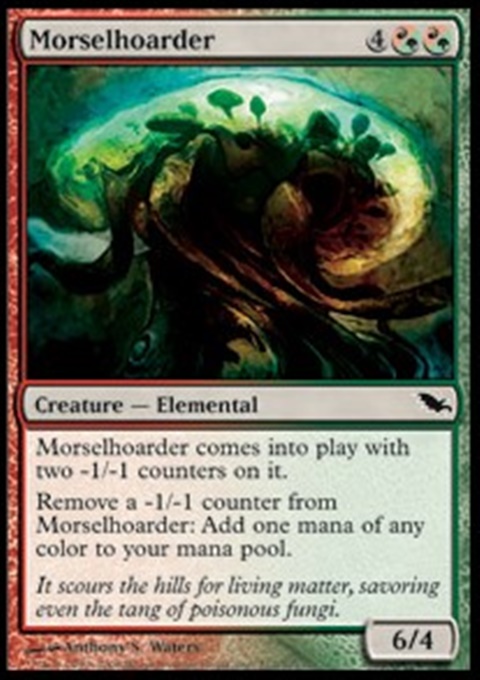 Morselhoarder 4
Creature — Elemental
Morselhoarder comes into play with
two -1/-1 counters on it.
Remove a -1/-1 counter from
Morselhoarder: Add one mana of any
color to your mana pool.
It scours the hills for living matter, savoring
even the tang of poisonous fungi.
6/4
Anthony S. Waters